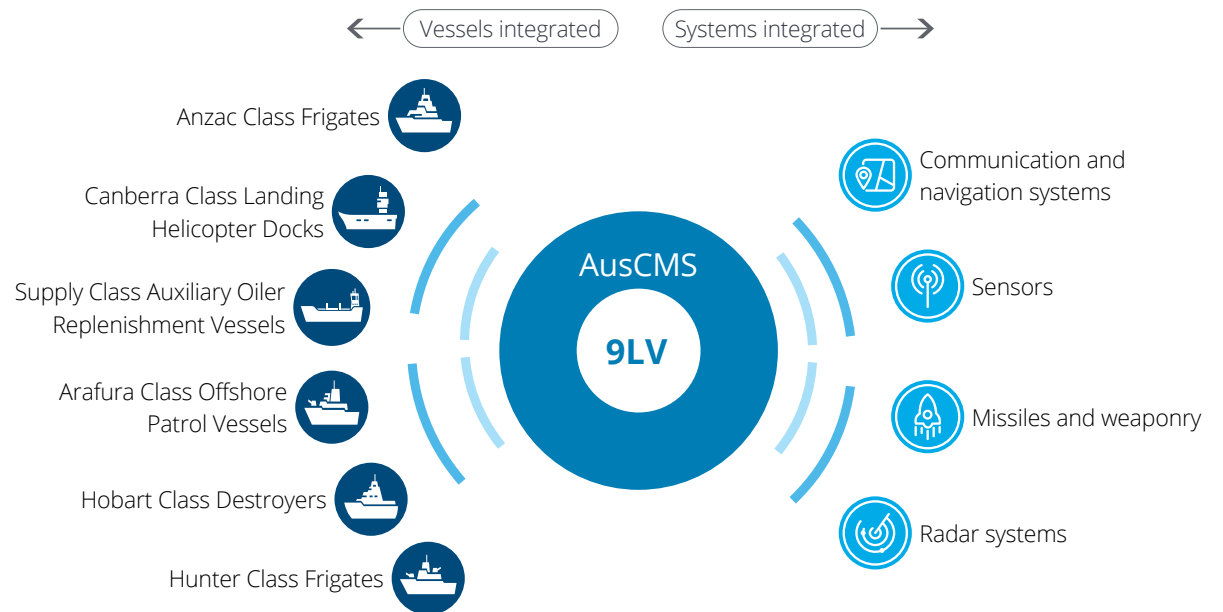 Vessels integrated
Systems integrated
Anzac Class Frigates
Canberra Class Landing
Helicopter Docks
Supply Class Auxiliary Oiler
Replenishment Vessels
Arafura Class Offshore
Patrol Vessels
Hobart Class Destroyers
Hunter Class Frigates
AusCMS
9LV
Communication and
navigation systems
Sensors
Missiles and weaponry
Radar systems